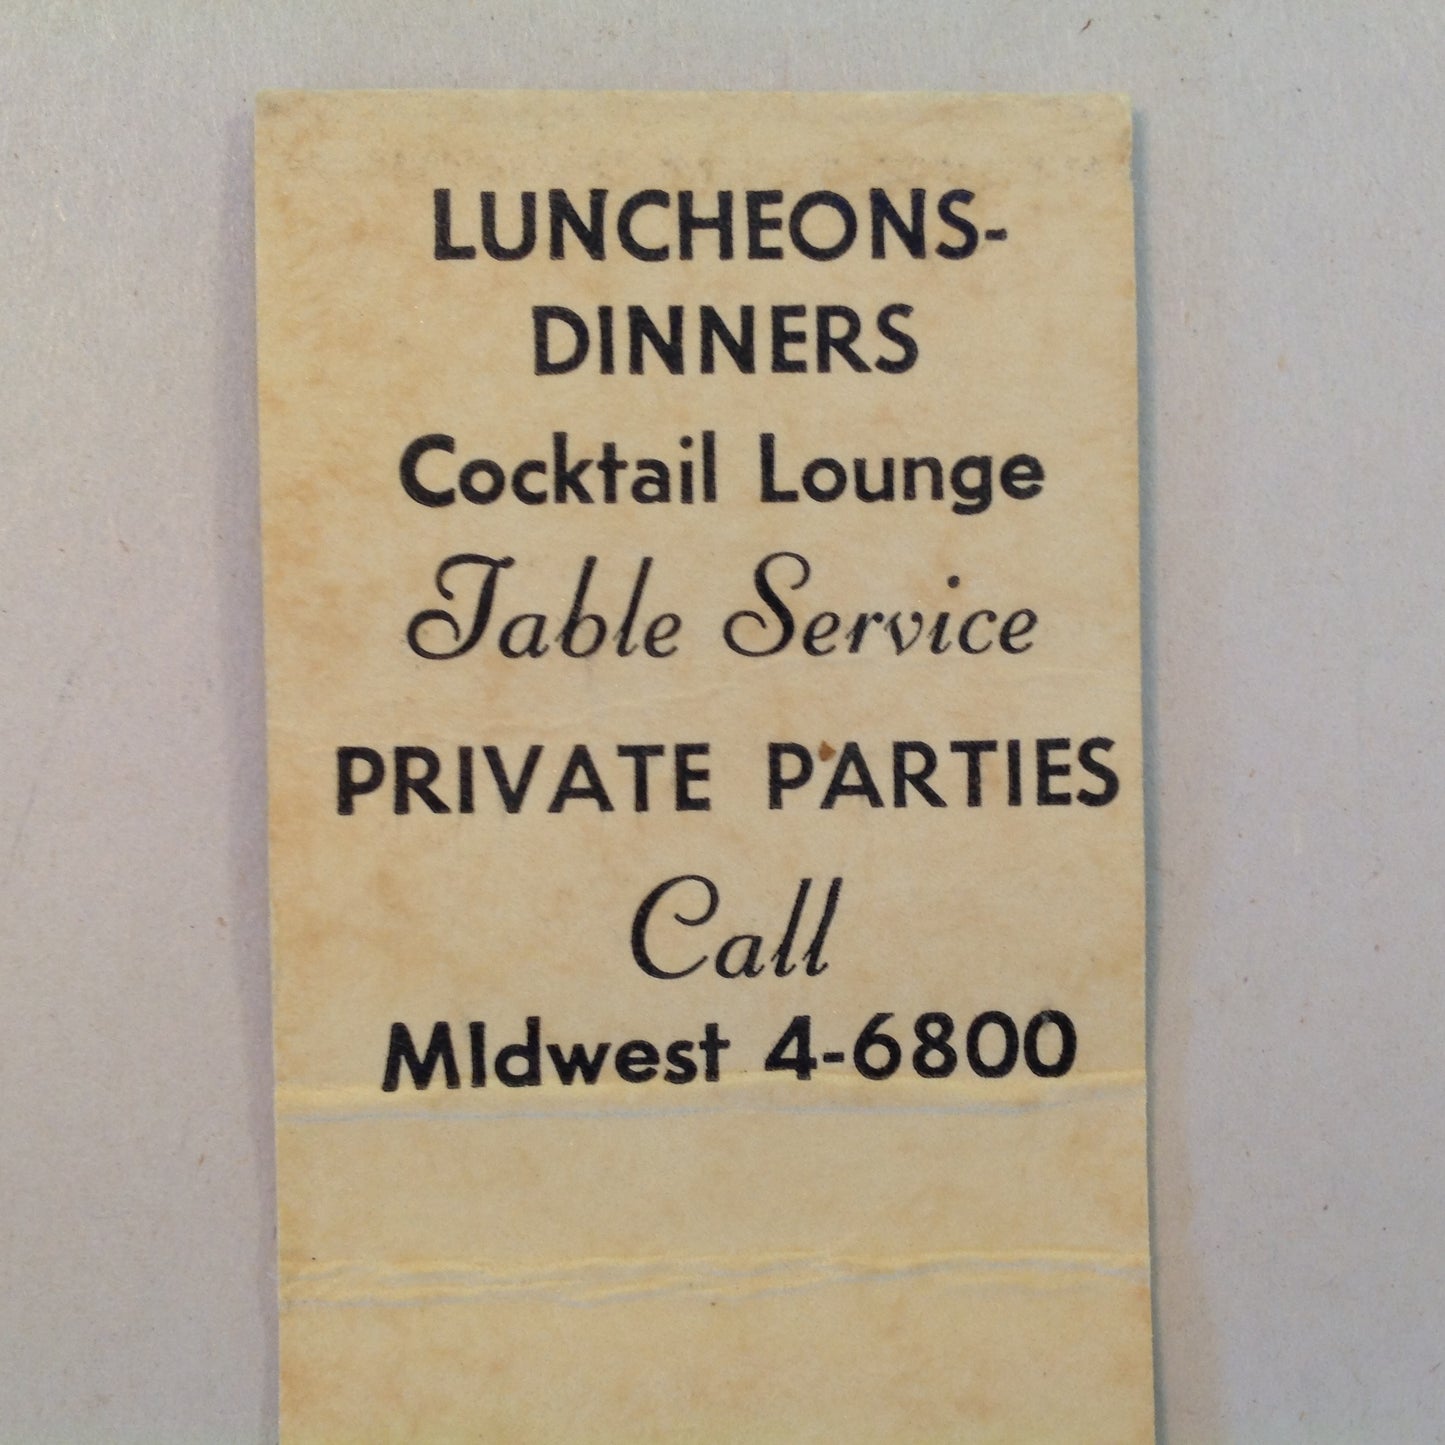 LUNCHEONS-
DINNERS
Cocktail Lounge
Table Service
PRIVATE PARTIES
Call
MIdwest 4-6800